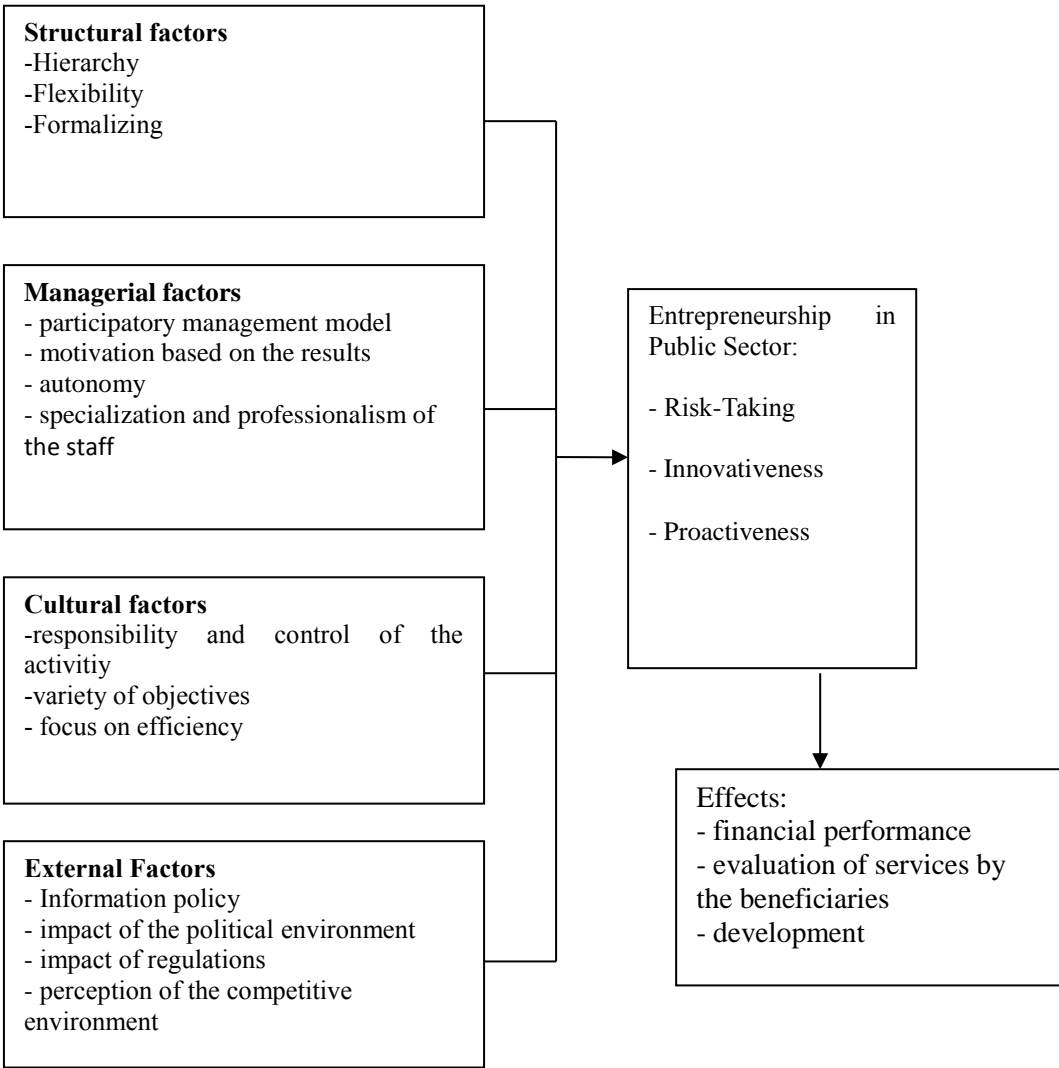 Structural factors
-Hierarchy
-Flexibility
-Formalizing
Managerial factors
- participatory management model
- motivation based on the results
- autonomy
- specialization and professionalism of
the staff
Cultural factors
-responsibility and control of the
activitiy
-variety of objectives
- focus on efficiency
External Factors
- Information policy
- impact of the political environment
- impact of regulations
- perception of the competitive
environment
Entrepreneurship in
Public Sector:
- Risk-Taking
- Innovativeness
- Proactiveness
Effects:
- financial performance
- evaluation of services by
the beneficiaries
- development